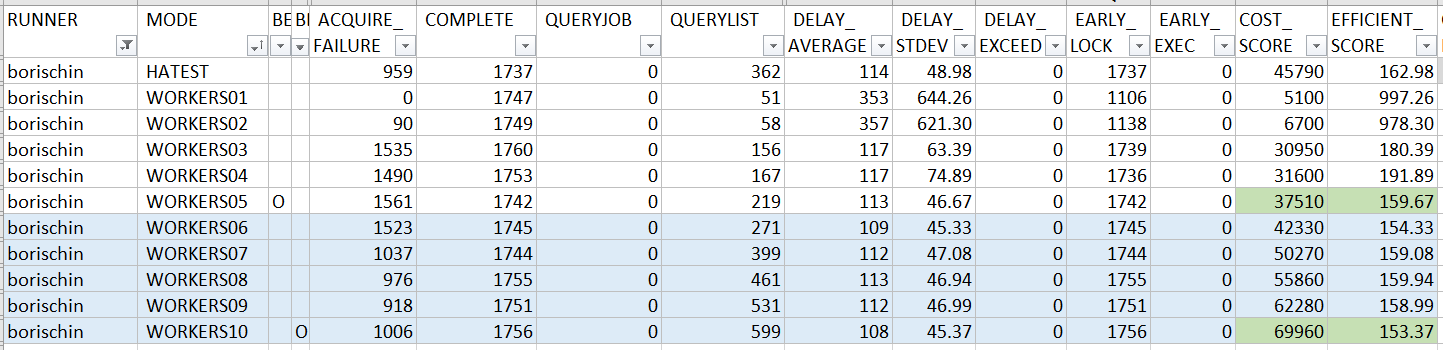 RUNNER MODE BE BI ACQUIRE_ FAILURE COMPLETE QUERYJOB QUERYLIST DELAY_ AVERAGE DELAY_ STDEV DELAY_ EXCEED EARLY_ LOCK EARLY_ EXEC COST_ SCORE EFFICIENT_ SCORE
borischin HATEST 959 1737 0 362 114 48.98 0 1737 0 45790 162.98
borischin WORKERS01 0 1747 0 51 353 644.26 0 1106 0 5100 997.26
borischin WORKERS02 90 1749 0 58 357 621.30 0 1138 0 6700 978.30
borischin WORKERS03 1535 1760 0 156 117 63.39 0 1739 0 30950 180.39
borischin WORKERS04 1490 1753 0 167 117 74.89 0 1736 0 31600 191.89
borischin WORKERS05 O 1561 1742 0 219 113 46.67 0 1742 0 37510 159.67
borischin WORKERS06 1523 1745 0 271 109 45.33 0 1745 0 42330 154.33
borischin WORKERS07 1037 1744 0 399 112 47.08 0 1744 0 50270 159.08
borischin WORKERS08 976 1755 0 461 113 46.94 0 1755 0 55860 159.94
borischin WORKERS09 918 1751 0 531 112 46.99 0 1751 0 62280 158.99
borischin WORKERS10 O 1006 1756 0 599 108 45.37 0 1756 0 69960 153.37